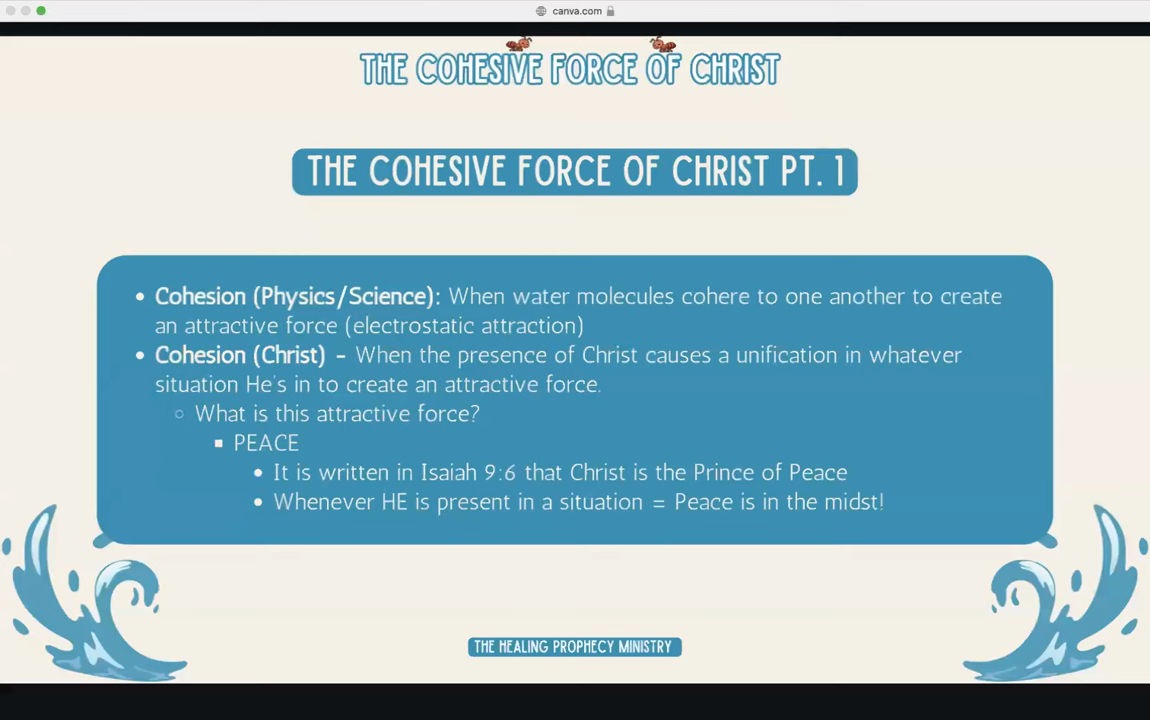 canva.com
THE COHESIVE FORCE OF CHRIST
THE COHESIVE FORCE OF CHRIST PT. 1
• Cohesion (Physics/Science): When water molecules cohere to one another to create
an attractive force (electrostatic attraction)
• Cohesion (Christ) - When the presence of Christ causes a unification in whatever
situation He's in to create an attractive force.
○ What is this attractive force?
▪ PEACE
• It is written in Isaiah 9:6 that Christ is the Prince of Peace
• Whenever HE is present in a situation = Peace is in the midst!
THE HEALING PROPHECY MINISTRY